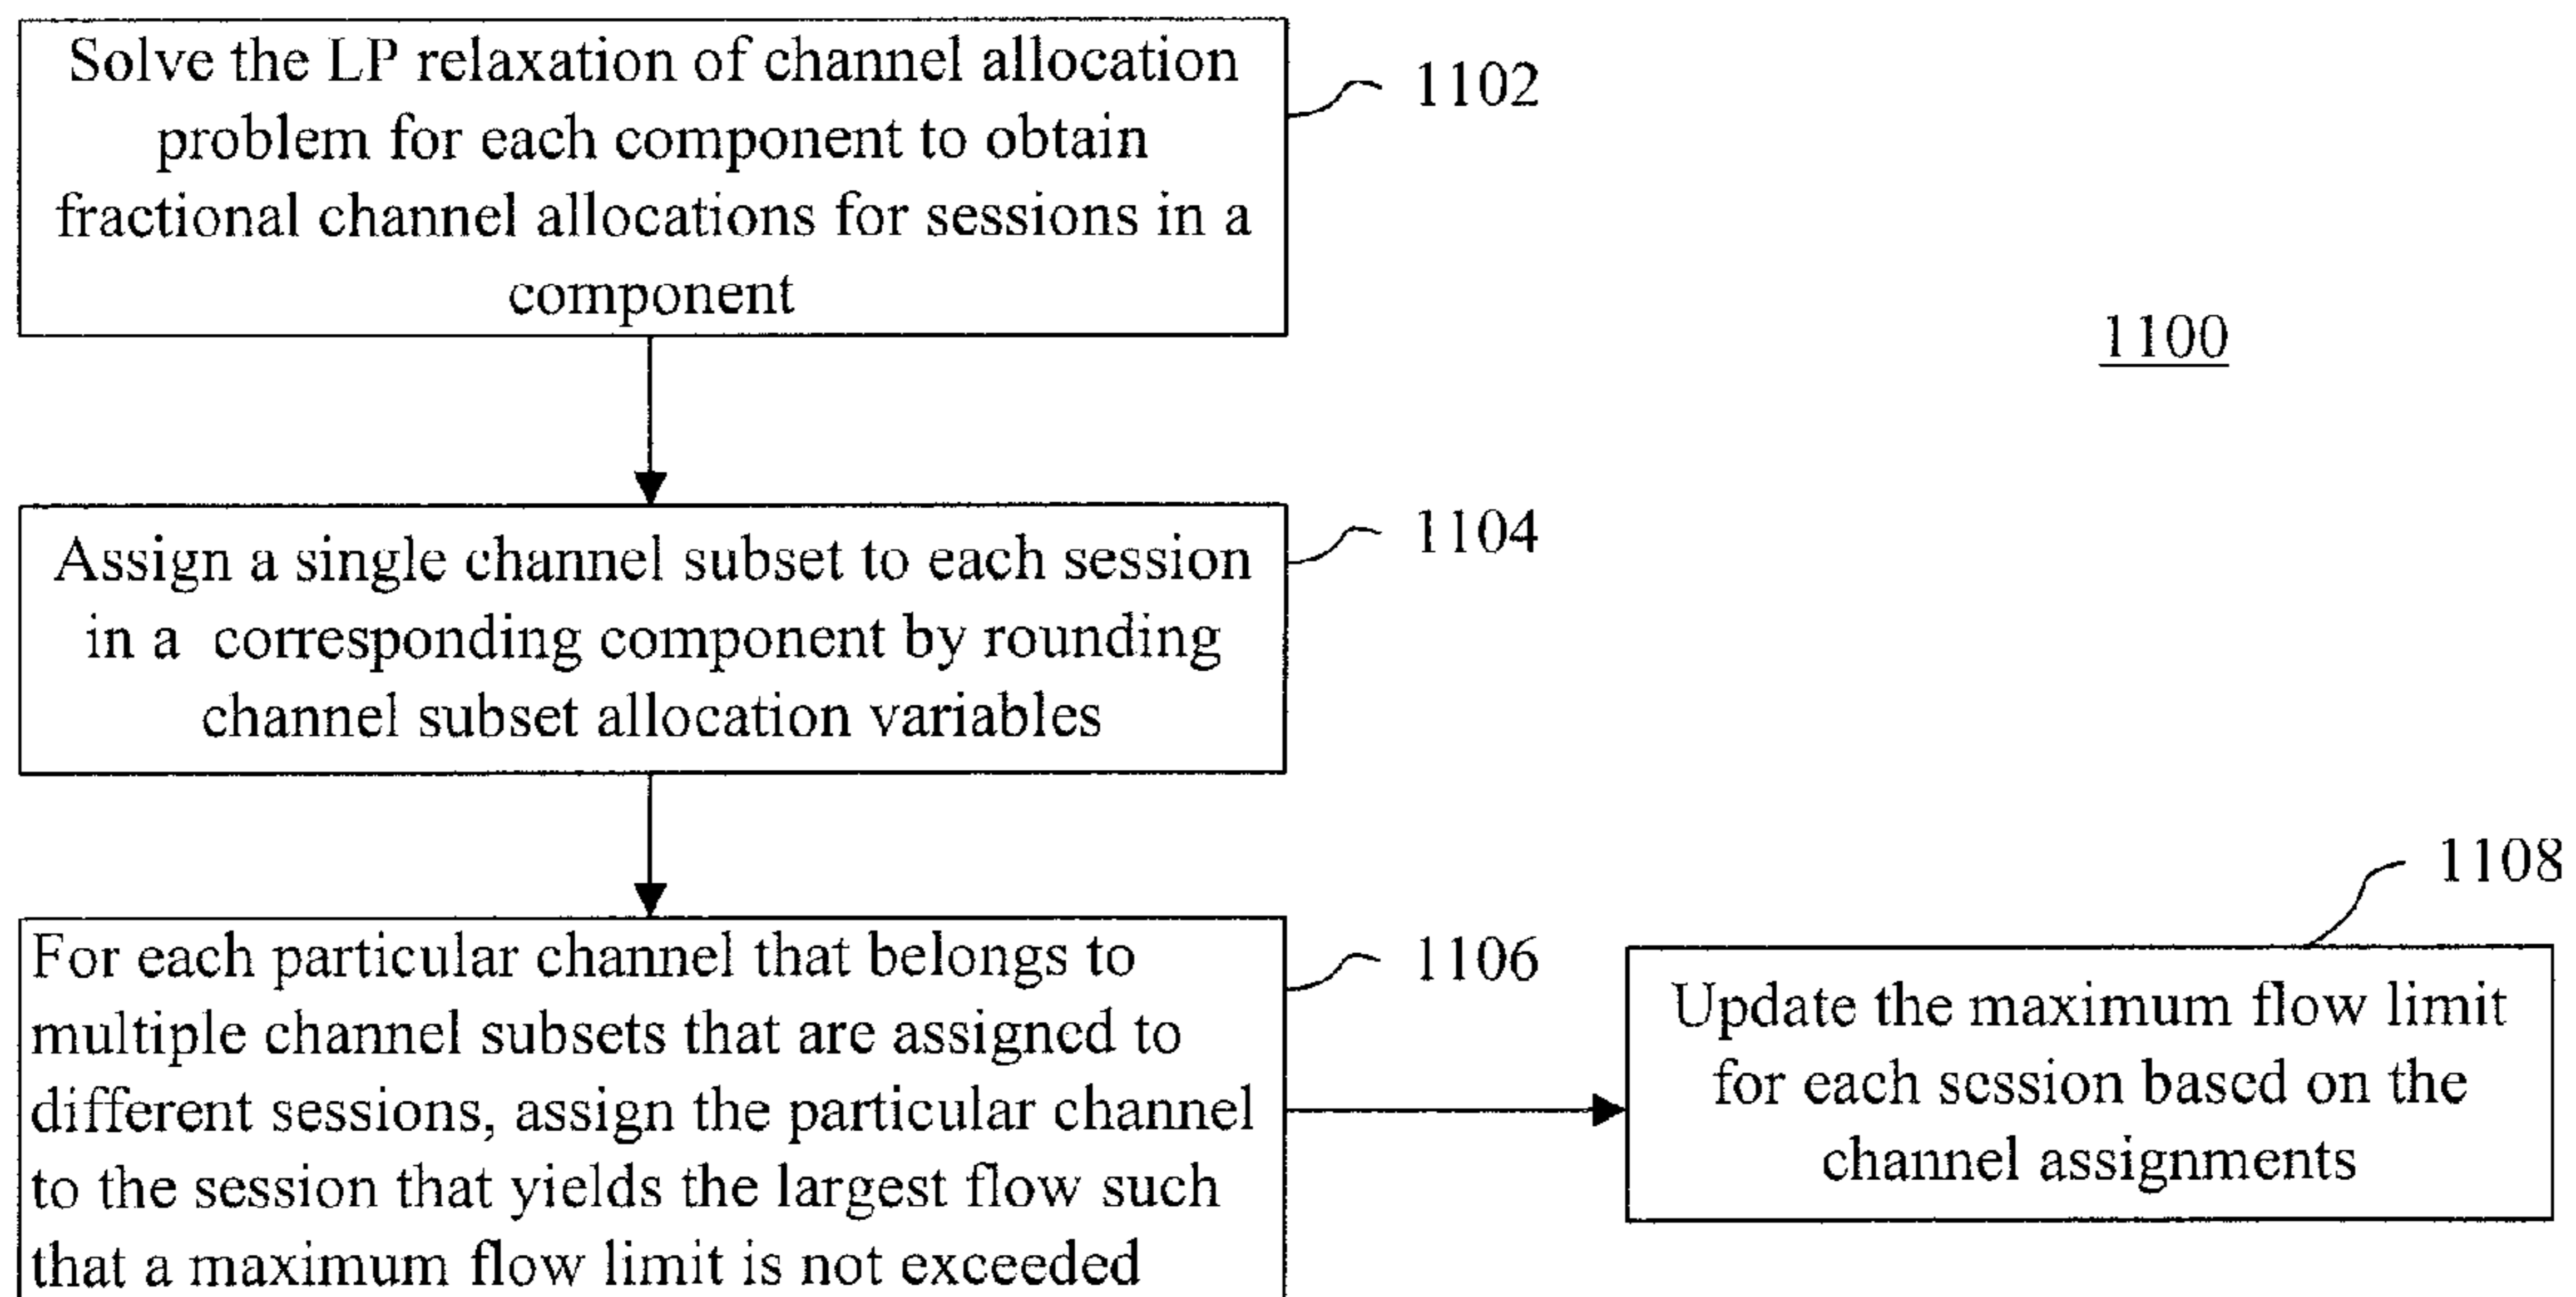 Solve the LP relaxation of channel allocation
problem for each component to obtain
fractional channel allocations for sessions in a
component
1102
1100
Assign a single channel subset to each session
in a corresponding component by rounding
channel subset allocation variables
1104
For each particular channel that belongs to
multiple channel subsets that are assigned to
different sessions, assign the particular channel
to the session that yields the largest flow such
that a maximum flow limit is not exceeded
1106
1108
Update the maximum flow limit
for each session based on the
channel assignments